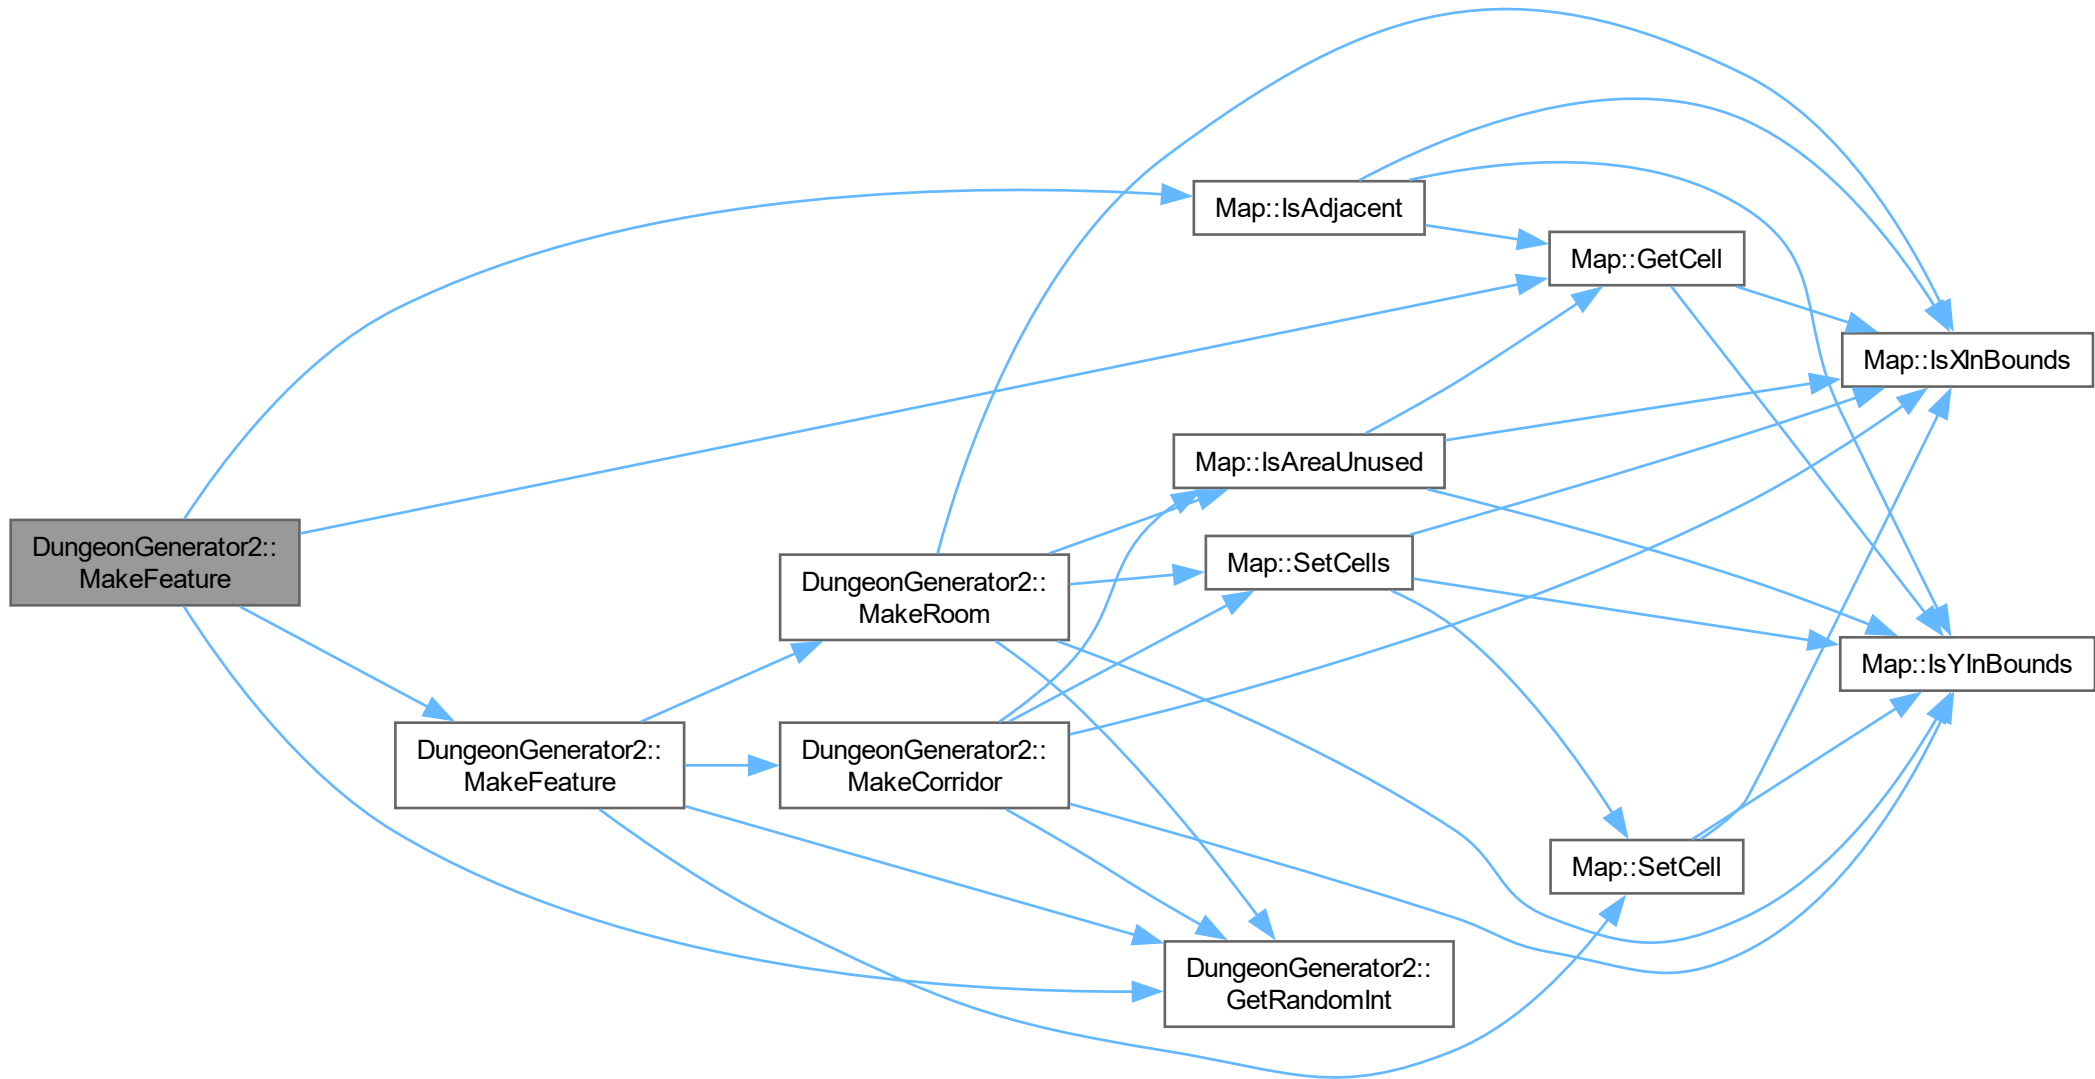 DungeonGenerator2::
MakeFeature
DungeonGenerator2::
MakeFeature
DungeonGenerator2::
MakeRoom
DungeonGenerator2::
MakeCorridor
Map::IsAdjacent
Map::IsAreaUnused
Map::SetCells
DungeonGenerator2::
GetRandomInt
Map::GetCell
Map::SetCell
Map::IsXInBounds
Map::IsYInBounds